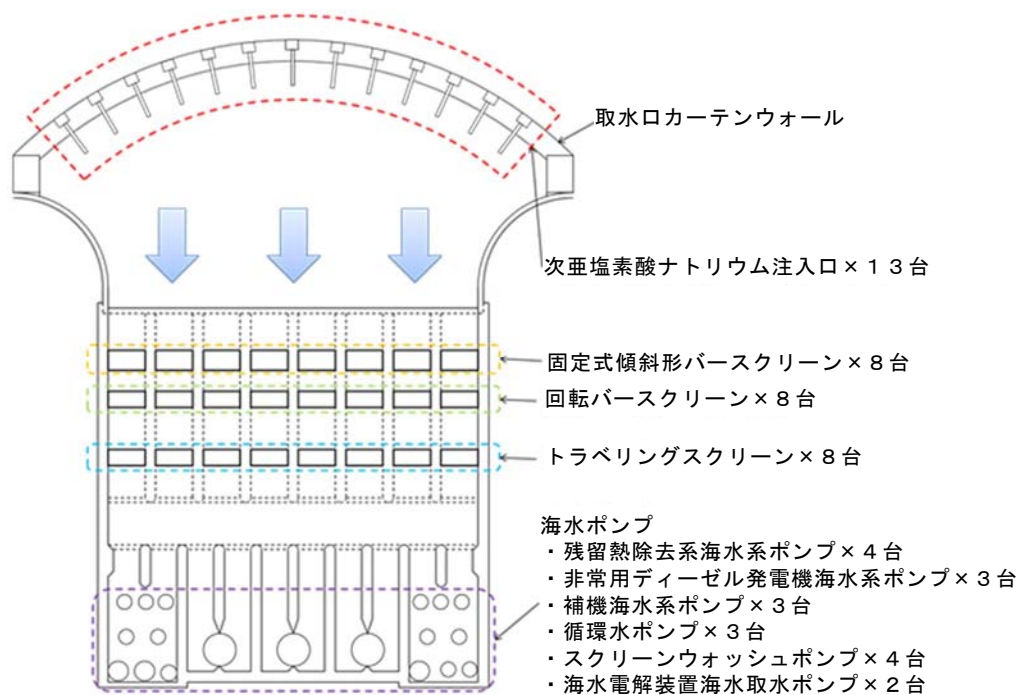 取水口カーテンウォール
次亜塩素酸ナトリウム注入口×１３台
固定式傾斜形バースクリーン×８台
回転バースクリーン×８台
トラベリングスクリーン×８台
海水ポンプ
・残留熱除去系海水系ポンプ×４台
・非常用ディーゼル発電機海水系ポンプ×３台
・補機海水系ポンプ×３台
・循環水ポンプ×３台
・スクリーンウォッシュポンプ×４台
・海水電解装置海水取水ポンプ×２台